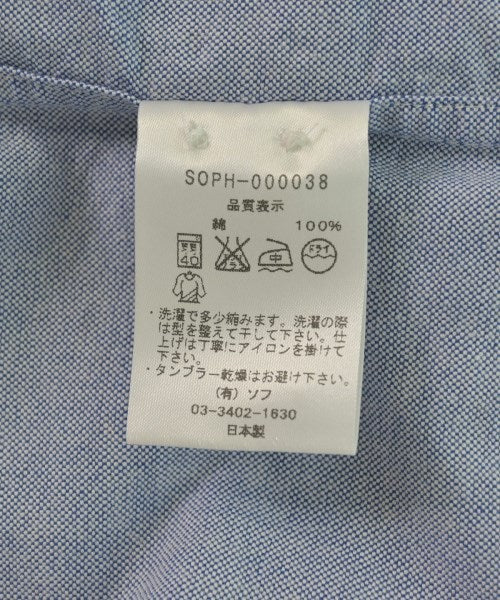 SOPH-000038
品質表示
綿 100%
40 中 ドライ
・洗濯で多少縮みます。洗濯の際
は型を整えて干して下さい。仕
上げは丁寧にアイロンを掛けて
下さい。
・タンブラー乾燥はお避け下さい。
(有)ソフ
03-3402-1630
日本製